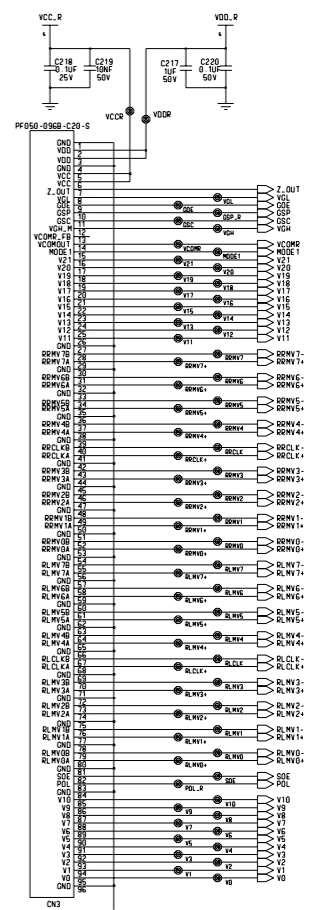 VCC_R VDD_R
C218 0.1UF 25V
C219 10NF 50V
C217 1UF 50V
C220 0.1UF 50V
VCCR VDDR
PF050-096B-C20-S
GND 1
VDD 2
VDD 3
GND 4
VCC 5
VCC 6
Z_OUT 7 Z_OUT
VGL 8 VGL VGL
GOE 9 GOE GOE
GSP 10 GSP_R GSP
GSC 11 GSC GSC
VGH_M 12 VGH VGH
VCOMR_FB 13
VCOMOUT 14 VCOMR VCOMR
MODE1 15 MODE1 MODE1
V21 16 V21 V21
V20 17 V20 V20
V19 18 V19 V19
V18 19 V18 V18
V17 20 V17 V17
V16 21 V16 V16
V15 22 V15 V15
V14 23 V14 V14
V13 24 V13 V13
V12 25 V12 V12
V11 26 V11 V11
GND 27
RRMV7B 28 RRMV7 RRMV7-
RRMV7A 29 RRMV7+ RRMV7+
GND 30
RRMV6B 31 RRMV6 RRMV6-
RRMV6A 32 RRMV6+ RRMV6+
GND 33
RRMV5B 34 RRMV5 RRMV5-
RRMV5A 35 RRMV5+ RRMV5+
GND 36
RRMV4B 37 RRMV4 RRMV4-
RRMV4A 38 RRMV4+ RRMV4+
GND 39
RRCLKB 40 RRCLK RRCLK-
RRCLKA 41 RRCLK+ RRCLK+
GND 42
RRMV3B 43 RRMV3 RRMV3-
RRMV3A 44 RRMV3+ RRMV3+
GND 45
RRMV2B 46 RRMV2 RRMV2-
RRMV2A 47 RRMV2+ RRMV2+
GND 48
RRMV1B 49 RRMV1 RRMV1-
RRMV1A 50 RRMV1+ RRMV1+
GND 51
RRMV0B 52 RRMV0 RRMV0-
RRMV0A 53 RRMV0+ RRMV0+
GND 54
RLMV7B 55 RLMV7 RLMV7-
RLMV7A 56 RLMV7+ RLMV7+
GND 57
RLMV6B 58 RLMV6 RLMV6-
RLMV6A 59 RLMV6+ RLMV6+
GND 60
RLMV5B 61 RLMV5 RLMV5-
RLMV5A 62 RLMV5+ RLMV5+
GND 63
RLMV4B 64 RLMV4 RLMV4-
RLMV4A 65 RLMV4+ RLMV4+
GND 66
RLCLKB 67 RLCLK RLCLK-
RLCLKA 68 RLCLK+ RLCLK+
GND 69
RLMV3B 70 RLMV3 RLMV3-
RLMV3A 71 RLMV3+ RLMV3+
GND 72
RLMV2B 73 RLMV2 RLMV2-
RLMV2A 74 RLMV2+ RLMV2+
GND 75
RLMV1B 76 RLMV1 RLMV1-
RLMV1A 77 RLMV1+ RLMV1+
GND 78
RLMV0B 79 RLMV0 RLMV0-
RLMV0A 80 RLMV0+ RLMV0+
GND 81
SOE 82 SOE SOE
POL 83 POL_R POL
GND 84
V10 85 V10 V10
V9 86 V9 V9
V8 87 V8 V8
V7 88 V7 V7
V6 89 V6 V6
V5 90 V5 V5
V4 91 V4 V4
V3 92 V3 V3
V2 93 V2 V2
V1 94 V1 V1
V0 95 V0 V0
GND 96
CN3